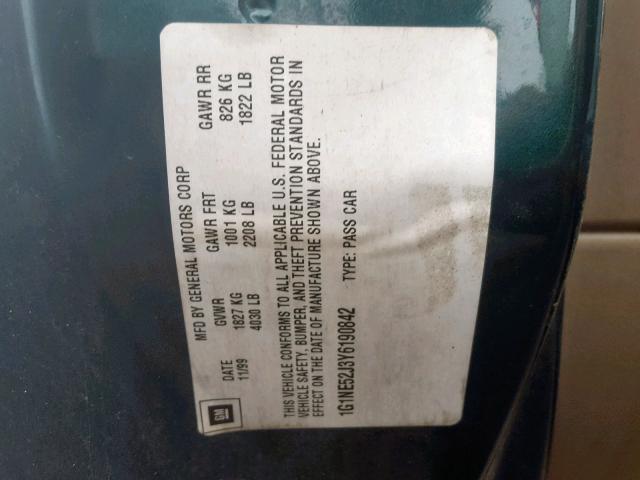 GM
MFD BY GENERAL MOTORS CORP
DATE GVWR GAWR FRT GAWR RR
11/99 1827 KG 1001 KG 826 KG
4030 LB 2208 LB 1822 LB
THIS VEHICLE CONFORMS TO ALL APPLICABLE U.S. FEDERAL MOTOR
VEHICLE SAFETY, BUMPER, AND THEFT PREVENTION STANDARDS IN
EFFECT ON THE DATE OF MANUFACTURE SHOWN ABOVE.
1G1NE52J3Y6190842 TYPE: PASS CAR